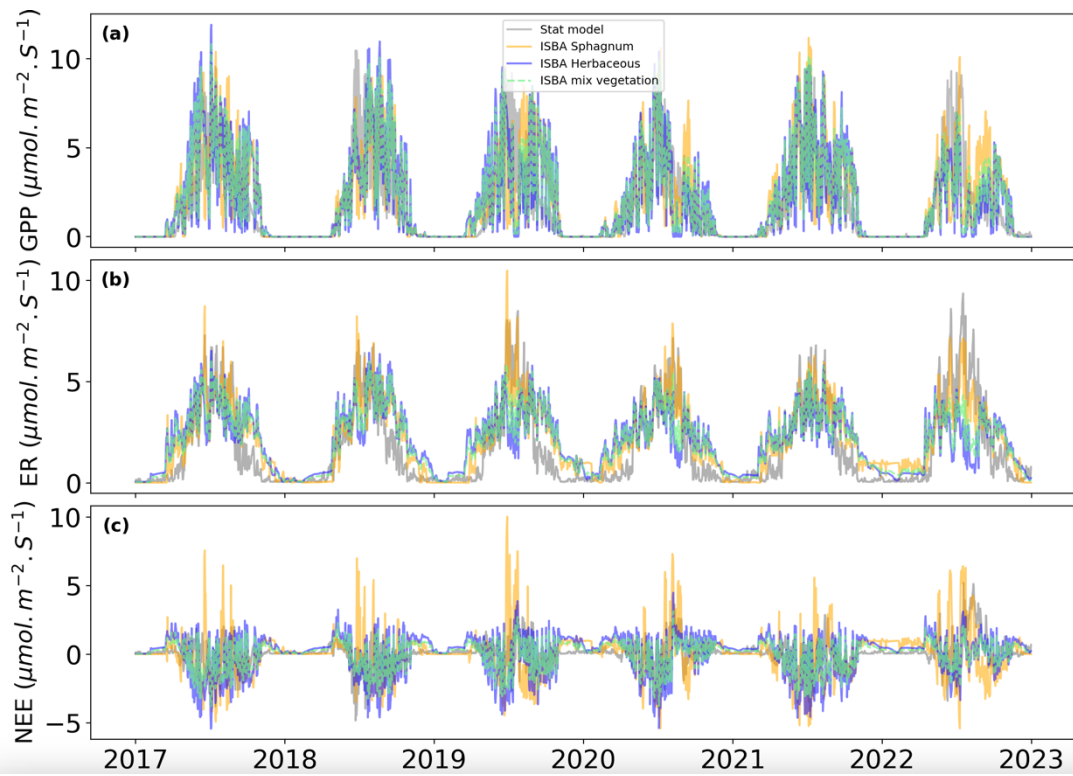 (a)
Stat model
ISBA Sphagnum
ISBA Herbaceous
ISBA mix vegetation
GPP (μmol. m⁻². S⁻¹)
10
5
0
(b)
ER (μmol. m⁻². S⁻¹)
10
5
0
(c)
NEE (μmol. m⁻². S⁻¹)
10
5
0
−5
2017 2018 2019 2020 2021 2022 2023